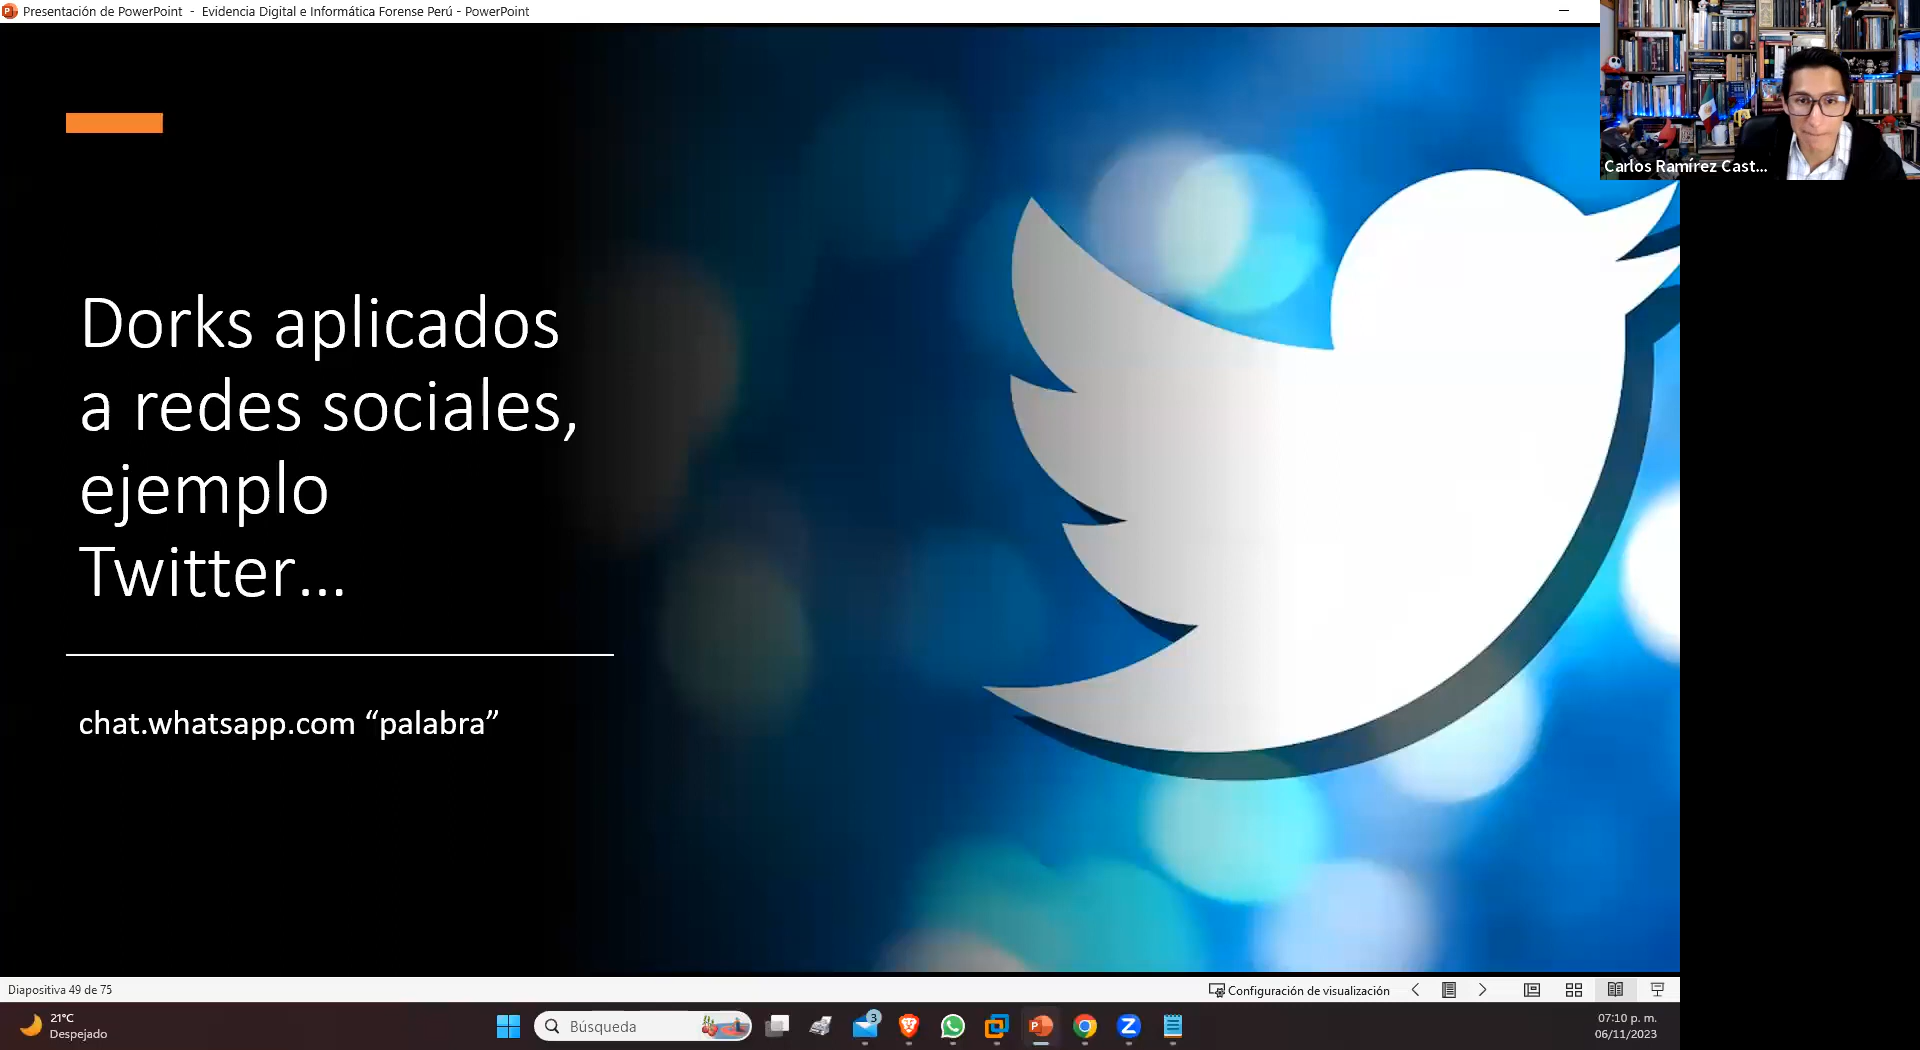 Presentación de PowerPoint - Evidencia Digital e Informática Forense Perú - PowerPoint
Carlos Ramírez Cast...
Dorks aplicados
a redes sociales,
ejemplo
Twitter...
chat.whatsapp.com “palabra”
Diapositiva 49 de 75
Configuración de visualización
21°C
Despejado
Búsqueda
3
07:10 p. m.
06/11/2023